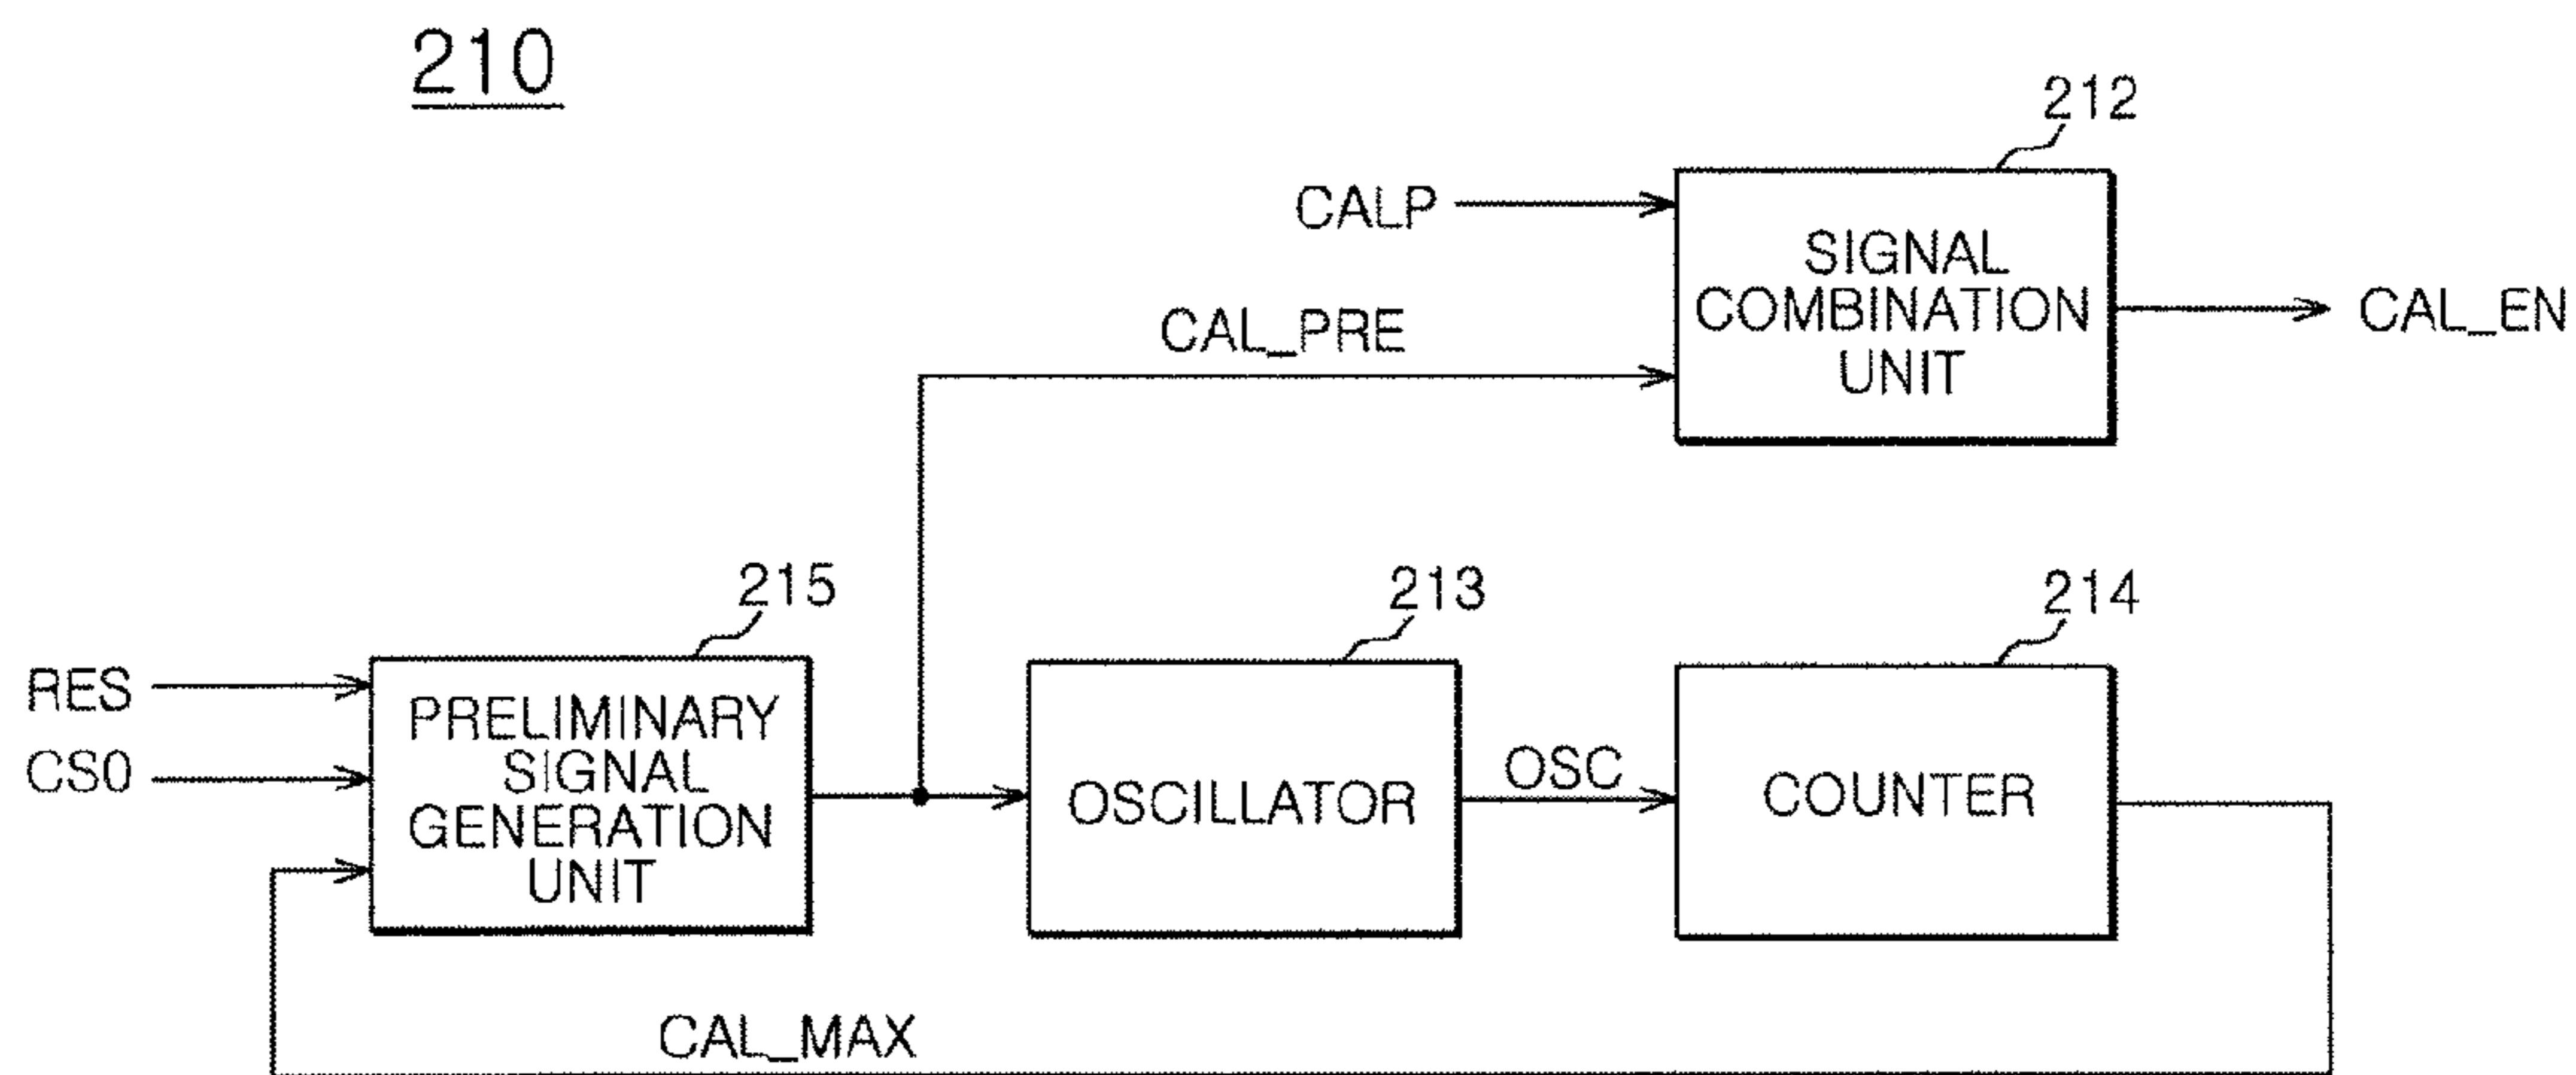 210
212
CALP
SIGNAL
COMBINATION
UNIT
CAL_EN
CAL_PRE
215
213
214
RES
CS0
PRELIMINARY
SIGNAL
GENERATION
UNIT
OSCILLATOR
OSC
COUNTER
CAL_MAX